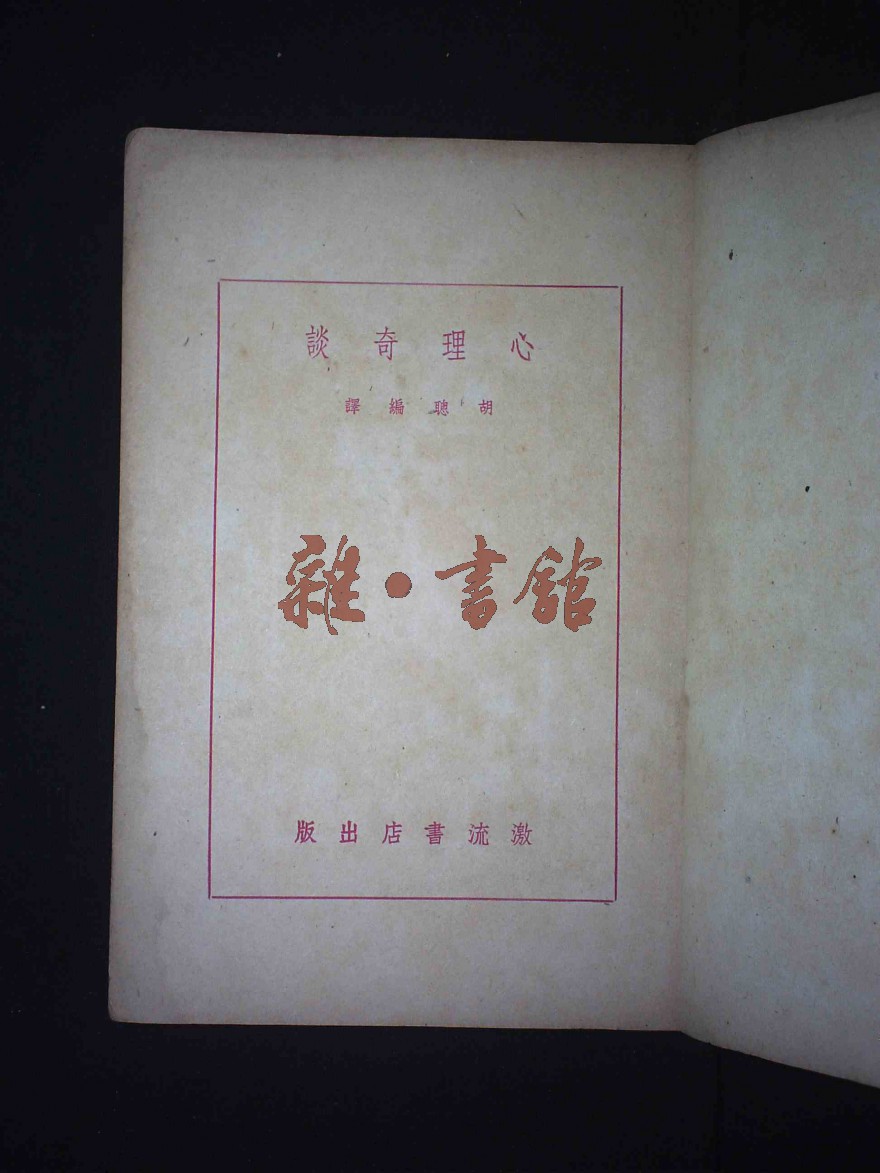 心理奇談
胡聰編譯
雜·書館
激流書店出版